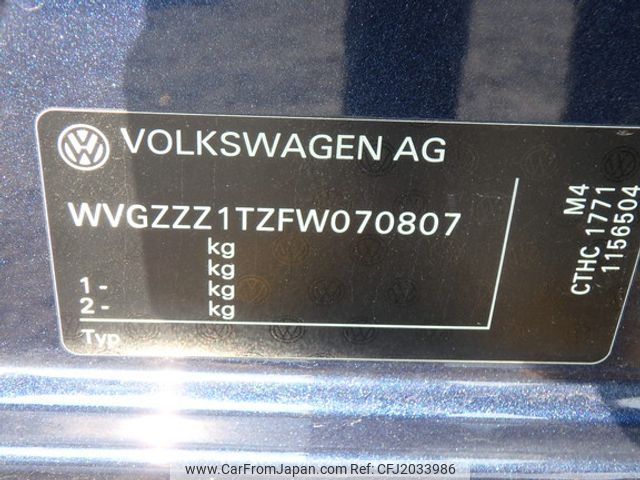 VOLKSWAGEN AG
WVGZZZ1TZFW070807
kg
kg
1- kg
2- kg
Typ
M4
CTHC 1771
1156504
www.CarFromJapan.com REF: CFJ2033986